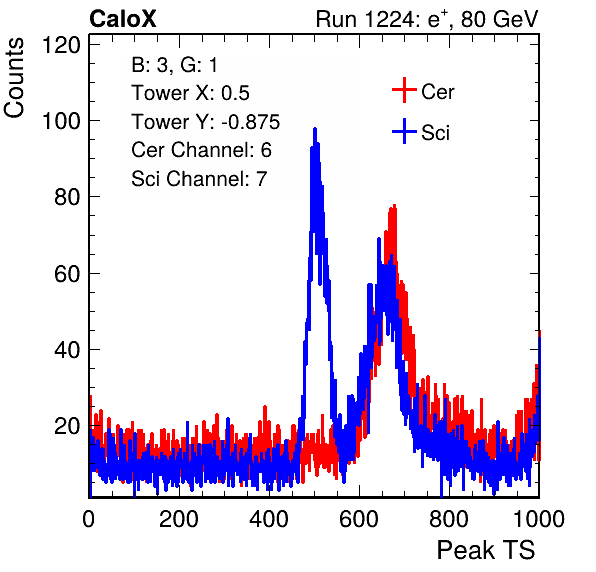 CaloX Run 1224: e+, 80 GeV
Counts
120
100
80
60
40
20
B: 3, G: 1
Tower X: 0.5
Tower Y: -0.875
Cer Channel: 6
Sci Channel: 7
Cer
Sci
0 200 400 600 800 1000
Peak TS